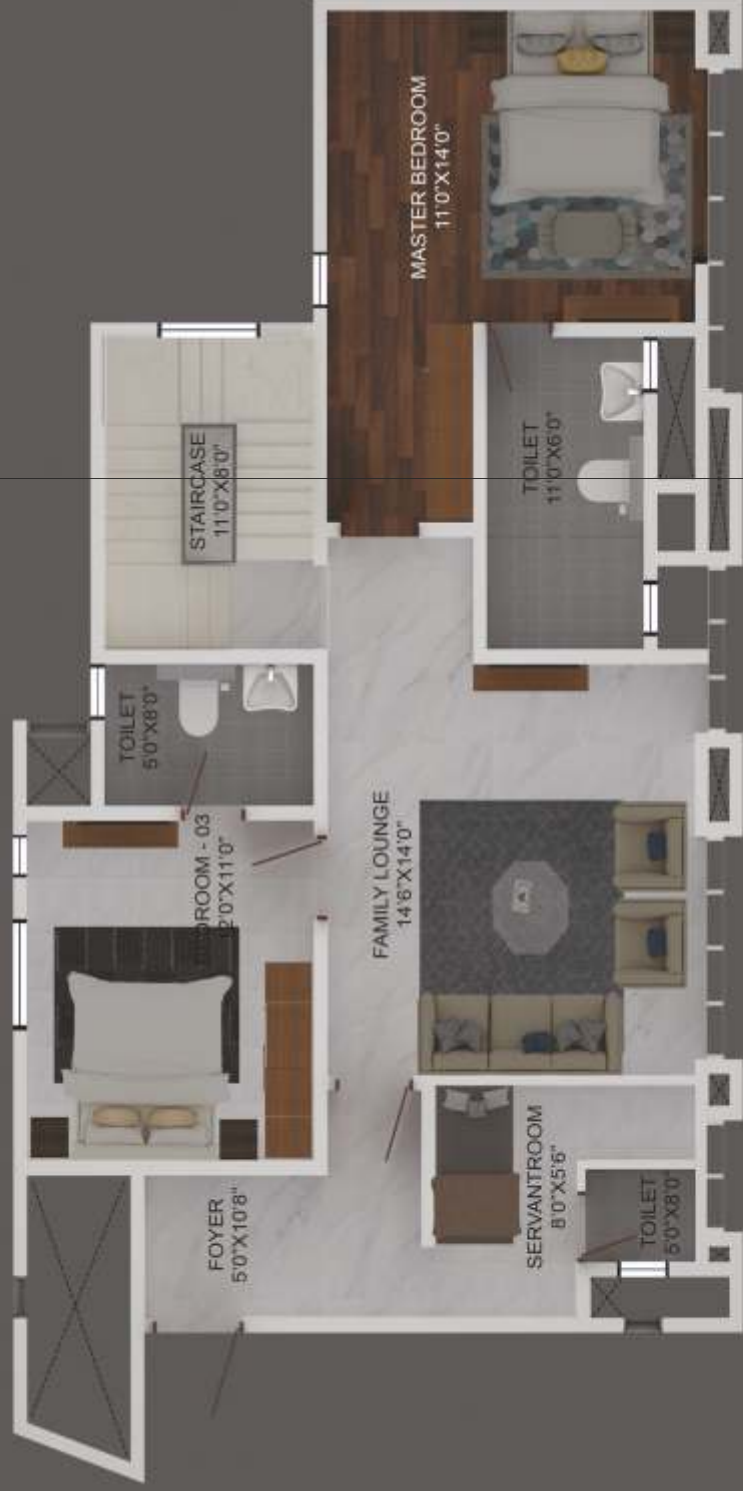 FOYER
5'0"X10'8"
BEDROOM - 03
12'0"X11'0"
TOILET
5'0"X8'0"
STAIRCASE
11'0"X8'0"
FAMILY LOUNGE
14'6"X14'0"
MASTER BEDROOM
11'0"X14'0"
SERVANTROOM
8'0"X5'6"
TOILET
5'0"X8'0"
TOILET
11'0"X6'0"